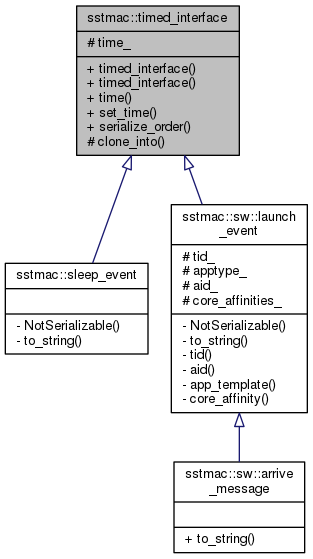 sstmac::timed_interface
# time_
+ timed_interface()
+ timed_interface()
+ time()
+ set_time()
+ serialize_order()
# clone_into()
sstmac::sleep_event
- NotSerializable()
- to_string()
sstmac::sw::launch
_event
# tid_
# apptype_
# aid_
# core_affinities_
- NotSerializable()
- to_string()
- tid()
- aid()
- app_template()
- core_affinity()
sstmac::sw::arrive
_message
+ to_string()